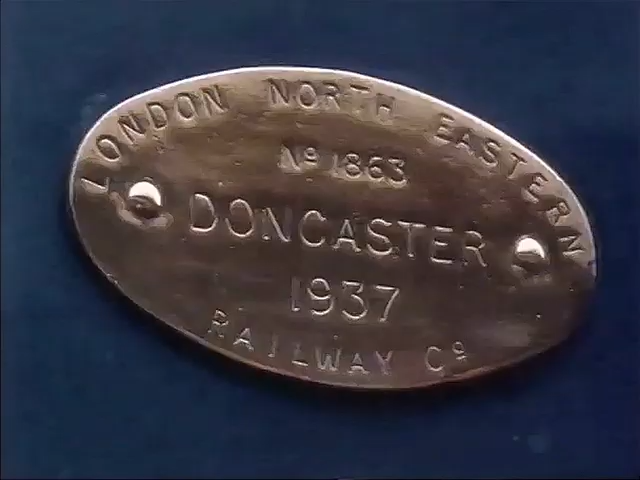 LONDON NORTH EASTERN
Nº 1863
DONCASTER
1937
RAILWAY Cº